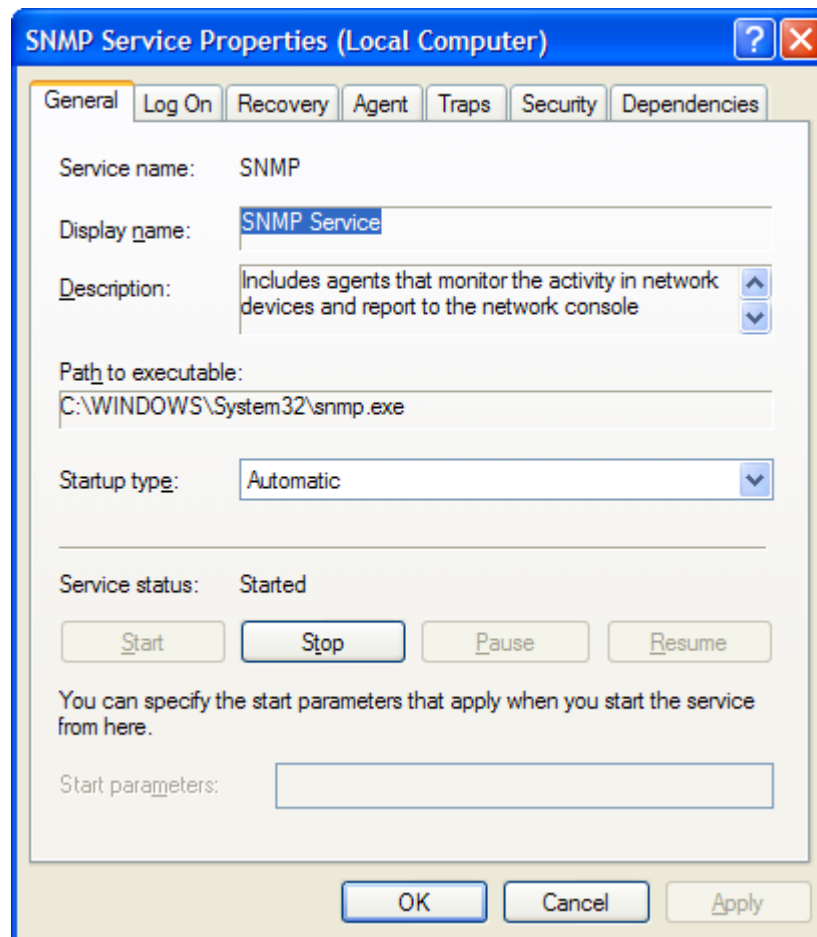 SNMP Service Properties (Local Computer)
?
General Log On Recovery Agent Traps Security Dependencies
Service name: SNMP
Display name: SNMP Service
Description: Includes agents that monitor the activity in network
devices and report to the network console
Path to executable:
C:\WINDOWS\System32\snmp.exe
Startup type: Automatic
Service status: Started
Start Stop Pause Resume
You can specify the start parameters that apply when you start the service
from here.
Start parameters:
OK Cancel Apply